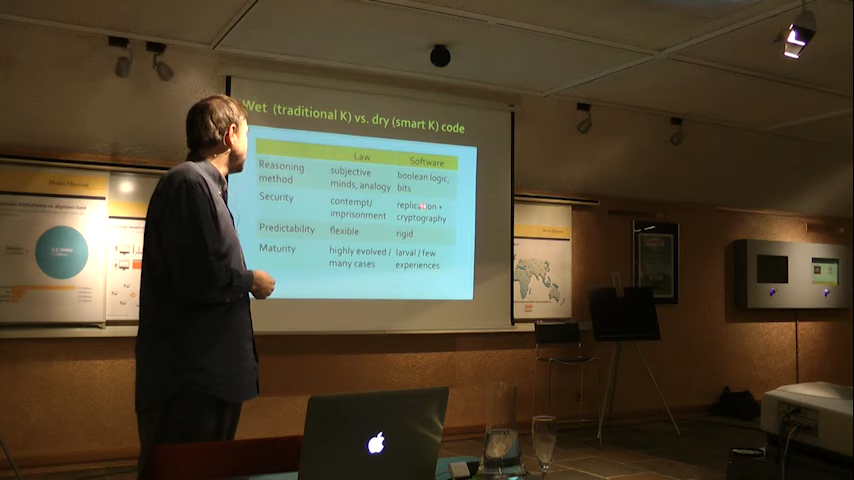 Wet (traditional K) vs. dry (smart K) code
Law Software
Reasoning method subjective minds, analogy boolean logic, bits
Security contempt/ imprisonment replication + cryptography
Predictability flexible rigid
Maturity highly evolved / many cases larval / few experiences